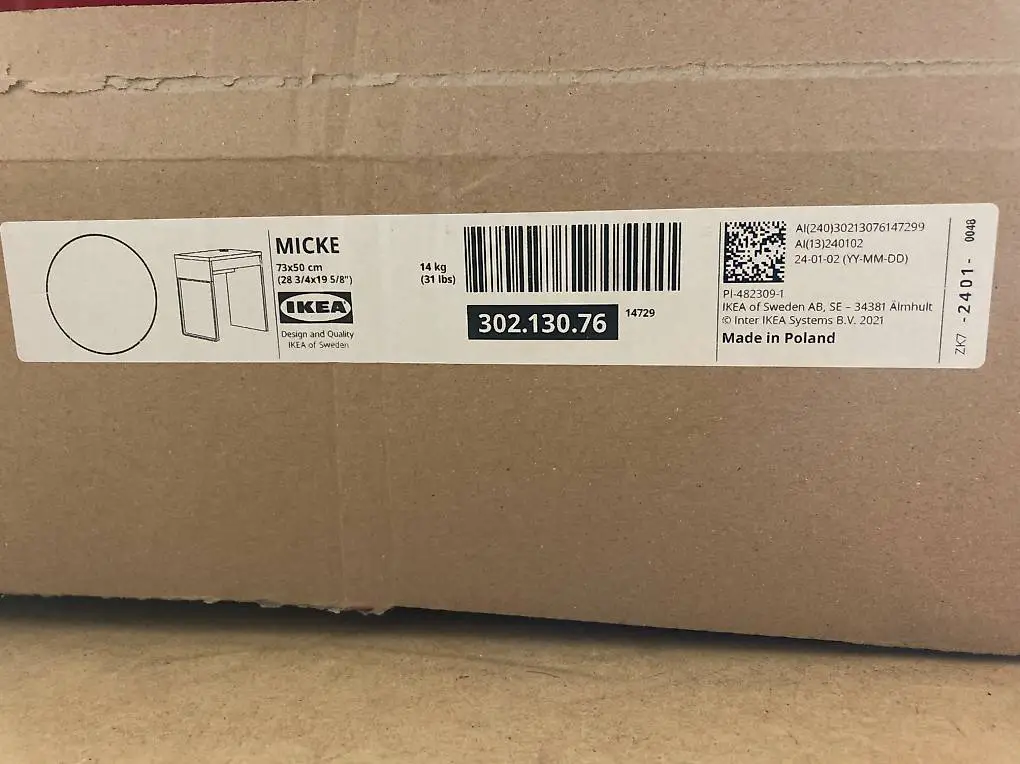 MICKE
73x50 cm
(28 3/4x19 5/8")
IKEA
Design and Quality
IKEA of Sweden
14 kg
(31 lbs)
302.130.76
14729
AI(240)30213076147299
AI(13)240102
24-01-02 (YY-MM-DD)
PI-482309-1
IKEA of Sweden AB, SE – 34381 Älmhult
© Inter IKEA Systems B.V. 2021
Made in Poland
ZK7 -2401- 0048